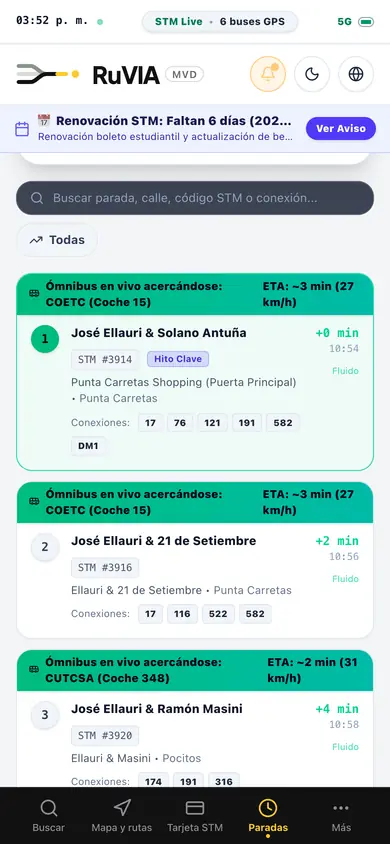 03:52 p. m.
STM Live • 6 buses GPS
5G
RuVIA MVD
Renovación STM: Faltan 6 días (202...
Renovación boleto estudiantil y actualización de be...
Ver Aviso
Buscar parada, calle, código STM o conexión...
Todas
Ómnibus en vivo acercándose:
COETC (Coche 15)
ETA: ~3 min (27
km/h)
1
José Ellauri & Solano Antuña
+0 min
10:54
STM #3914
Hito Clave
Fluido
Punta Carretas Shopping (Puerta Principal)
• Punta Carretas
Conexiones: 17 76 121 191 582
DM1
Ómnibus en vivo acercándose:
COETC (Coche 15)
ETA: ~3 min (27
km/h)
2
José Ellauri & 21 de Setiembre
+2 min
10:56
STM #3916
Fluido
Ellauri & 21 de Setiembre • Punta Carretas
Conexiones: 17 116 522 582
Ómnibus en vivo acercándose:
CUTCSA (Coche 348)
ETA: ~2 min (31
km/h)
3
José Ellauri & Ramón Masini
+4 min
10:58
STM #3920
Fluido
Ellauri & Masini • Pocitos
Conexiones: 174 191 316
Buscar
Mapa y rutas
Tarjeta STM
Paradas
Más